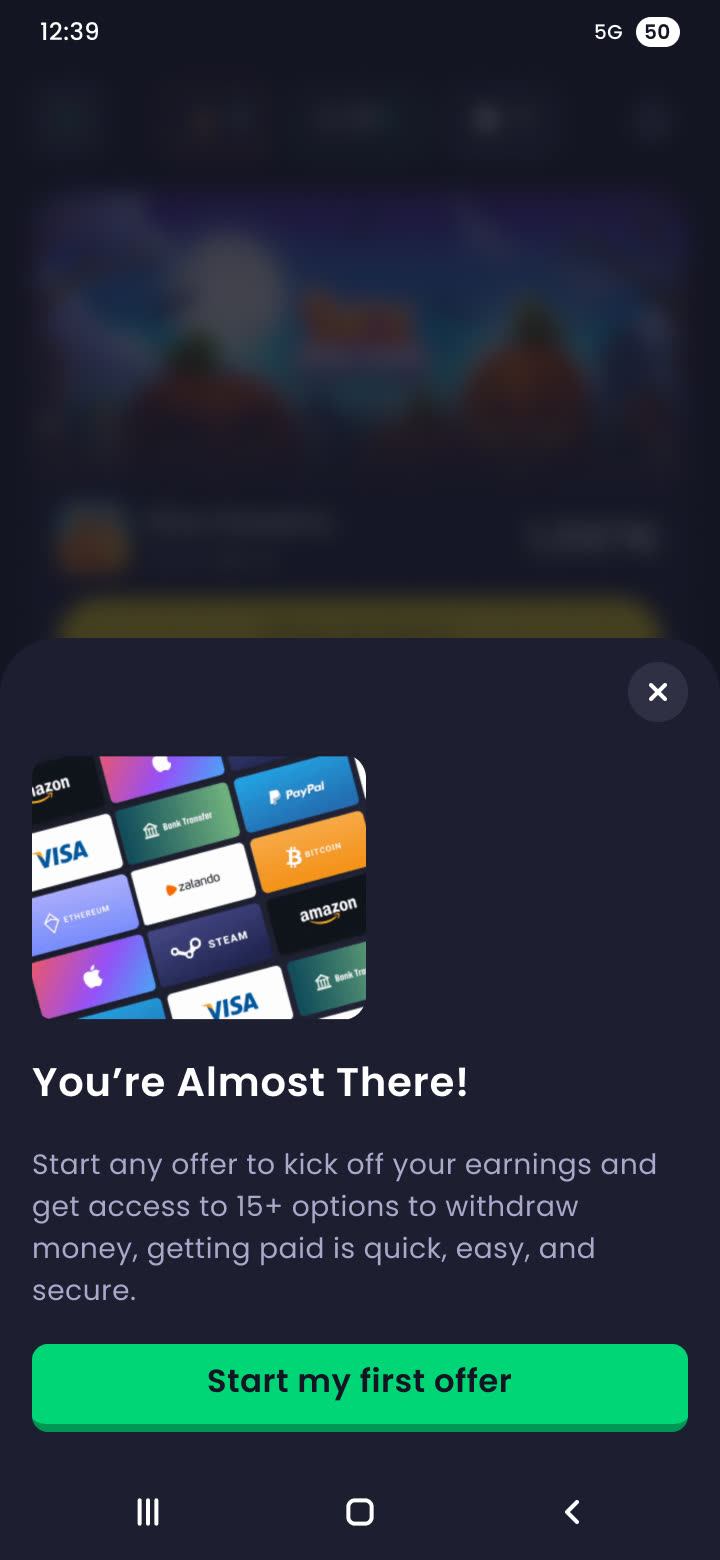 12:39
5G 50
azon
PayPal
Bank Transfer
VISA
BITCOIN
zalando
ETHEREUM
amazon
STEAM
Bank Tra
VISA
You're Almost There!
Start any offer to kick off your earnings and
get access to 15+ options to withdraw
money, getting paid is quick, easy, and
secure.
Start my first offer